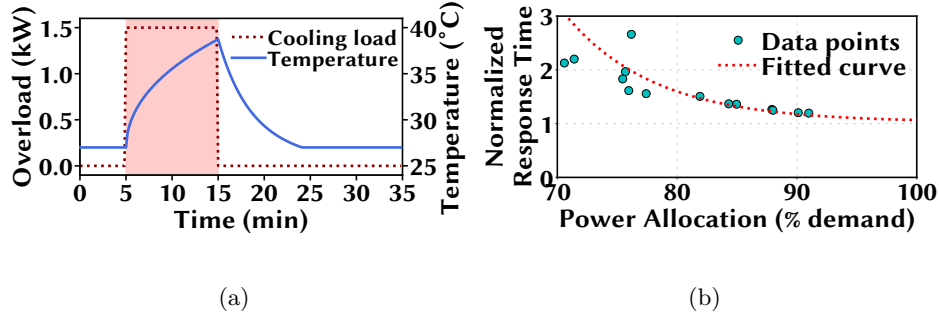 Overload (kW)
1.5
1.0
0.5
0.0
Cooling load
Temperature
40
35
30
25
Temperature (˚C)
0 5 10 15 20 25 30 35
Time (min)
(a)
Normalized
Response Time
3
2
1
0
Data points
Fitted curve
70 80 90 100
Power Allocation (% demand)
(b)